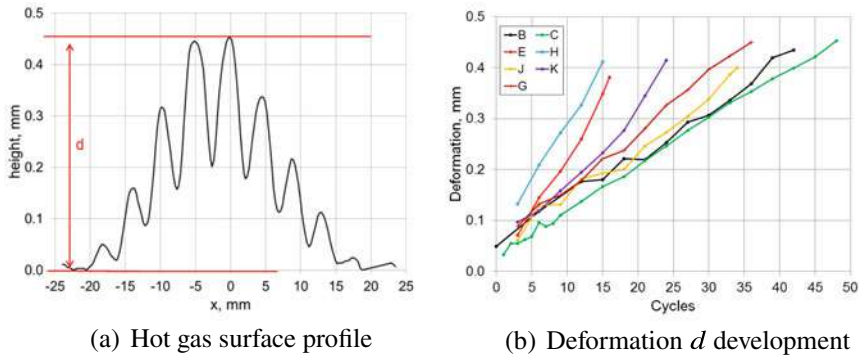 0.5
0.4
0.3
0.2
0.1
0.0
height, mm
d
-25 -20 -15 -10 -5 0 5 10 15 20 25
x, mm
(a) Hot gas surface profile
0.5
0.4
0.3
0.2
0.1
0.0
Deformation, mm
B C
E H
J K
G
0 5 10 15 20 25 30 35 40 45 50
Cycles
(b) Deformation d development